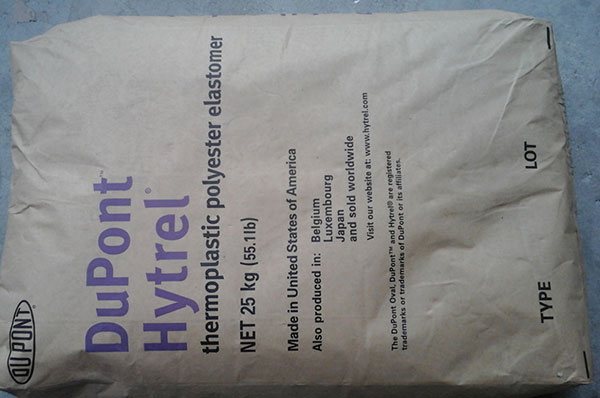 DU PONT
DuPont™
Hytrel®
thermoplastic polyester elastomer
NET 25 kg (55.1lb)
Made in United States of America
Also produced in: Belgium
Luxembourg
Japan
and sold worldwide
Visit our website at: www.hytrel.com
The DuPont Oval, DuPont™ and Hytrel® are registered
trademarks or trademarks of DuPont or its affiliates.
TYPE LOT